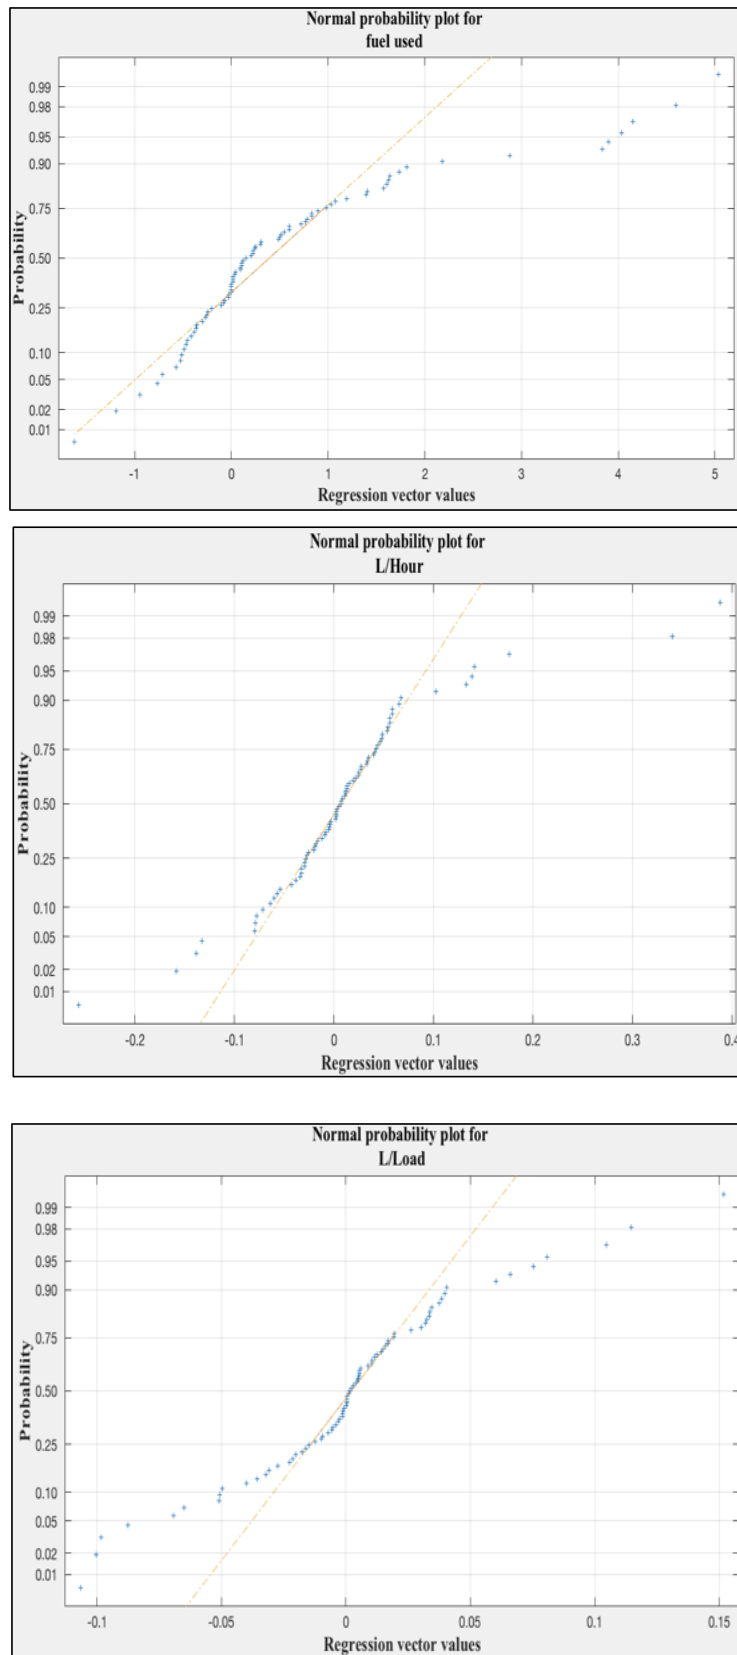 Normal probability plot for
fuel used
0.99
0.98
0.95
0.90
0.75
0.50
0.25
0.10
0.05
0.02
0.01
Probability
-1 0 1 2 3 4 5
Regression vector values
Normal probability plot for
L/Hour
0.99
0.98
0.95
0.90
0.75
0.50
0.25
0.10
0.05
0.02
0.01
Probability
-0.2 -0.1 0 0.1 0.2 0.3 0.4
Regression vector values
Normal probability plot for
L/Load
0.99
0.98
0.95
0.90
0.75
0.50
0.25
0.10
0.05
0.02
0.01
Probability
-0.1 -0.05 0 0.05 0.1 0.15
Regression vector values